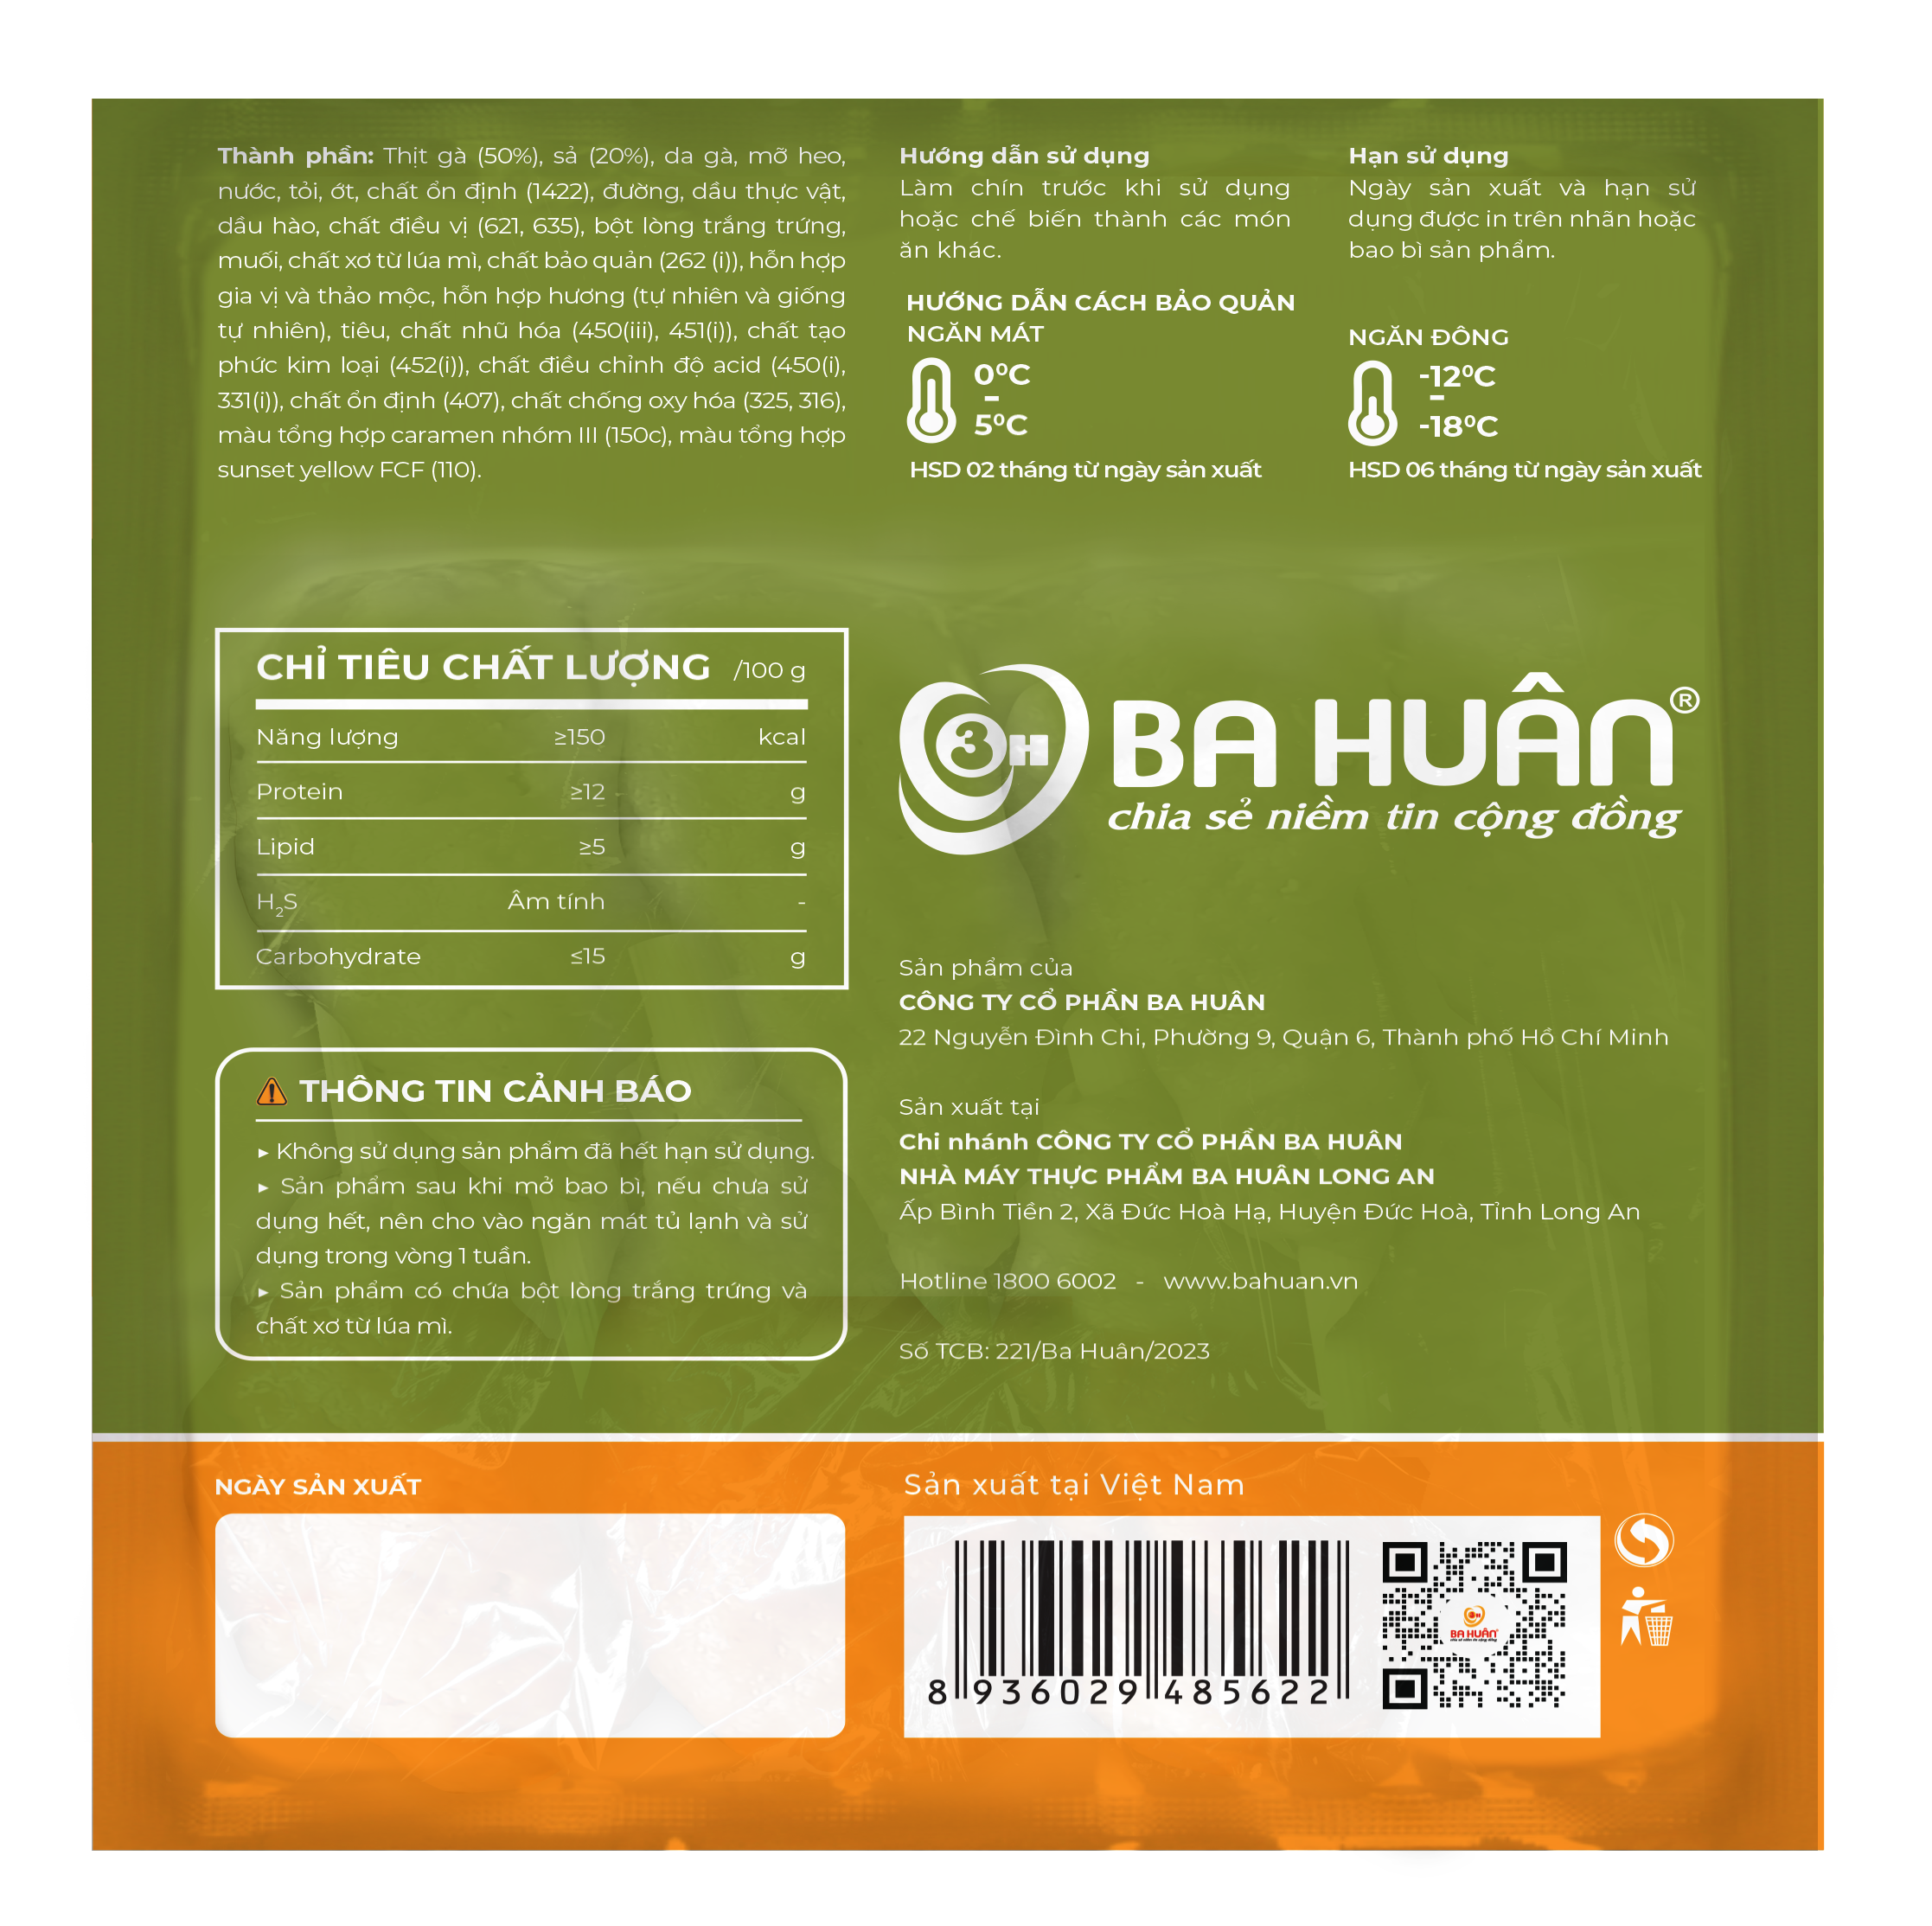 Thành phần: Thịt gà (50%), sả (20%), da gà, mỡ heo,
nước, tỏi, ớt, chất ổn định (1422), đường, dầu thực vật,
dầu hào, chất điều vị (621, 635), bột lòng trắng trứng,
muối, chất xơ từ lúa mì, chất bảo quản (262 (i)), hỗn hợp
gia vị và thảo mộc, hỗn hợp hương (tự nhiên và giống
tự nhiên), tiêu, chất nhũ hóa (450(iii), 451(i)), chất tạo
phức kim loại (452(i)), chất điều chỉnh độ acid (450(i),
331(i)), chất ổn định (407), chất chống oxy hóa (325, 316),
màu tổng hợp caramen nhóm III (150c), màu tổng hợp
sunset yellow FCF (110).
Hướng dẫn sử dụng
Làm chín trước khi sử dụng
hoặc chế biến thành các món
ăn khác.
Hạn sử dụng
Ngày sản xuất và hạn sử
dụng được in trên nhãn hoặc
bao bì sản phẩm.
HƯỚNG DẪN CÁCH BẢO QUẢN
NGĂN MÁT
0⁰C
-
5⁰C
HSD 02 tháng từ ngày sản xuất
NGĂN ĐÔNG
-12⁰C
-
-18⁰C
HSD 06 tháng từ ngày sản xuất
CHỈ TIÊU CHẤT LƯỢNG /100 g
Năng lượng ≥150 kcal
Protein ≥12 g
Lipid ≥5 g
H₂S Âm tính -
Carbohydrate ≤15 g
3H BA HUÂN®
chia sẻ niềm tin cộng đồng
THÔNG TIN CẢNH BÁO
▸ Không sử dụng sản phẩm đã hết hạn sử dụng.
▸ Sản phẩm sau khi mở bao bì, nếu chưa sử
dụng hết, nên cho vào ngăn mát tủ lạnh và sử
dụng trong vòng 1 tuần.
▸ Sản phẩm có chứa bột lòng trắng trứng và
chất xơ từ lúa mì.
Sản phẩm của
CÔNG TY CỔ PHẦN BA HUÂN
22 Nguyễn Đình Chi, Phường 9, Quận 6, Thành phố Hồ Chí Minh
Sản xuất tại
Chi nhánh CÔNG TY CỔ PHẦN BA HUÂN
NHÀ MÁY THỰC PHẨM BA HUÂN LONG AN
Ấp Bình Tiền 2, Xã Đức Hoà Hạ, Huyện Đức Hoà, Tỉnh Long An
Hotline 1800 6002 - www.bahuan.vn
Số TCB: 221/Ba Huân/2023
NGÀY SẢN XUẤT
Sản xuất tại Việt Nam
8 936029 485622
BA HUÂN
chia sẻ niềm tin cộng đồng